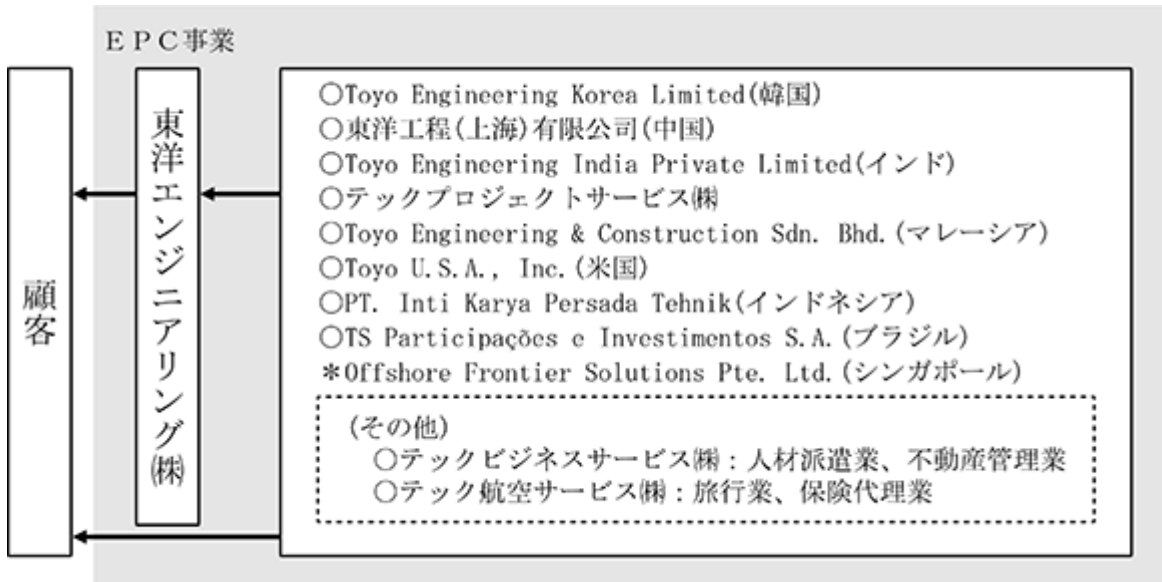 ＥＰＣ事業
顧客
東洋エンジニアリング㈱
○Toyo Engineering Korea Limited(韓国)
○東洋工程(上海)有限公司(中国)
○Toyo Engineering India Private Limited(インド)
○テックプロジェクトサービス㈱
○Toyo Engineering & Construction Sdn. Bhd.(マレーシア)
○Toyo U.S.A., Inc.(米国)
○PT. Inti Karya Persada Tehnik(インドネシア)
○TS Participações e Investimentos S.A.(ブラジル)
＊Offshore Frontier Solutions Pte. Ltd.(シンガポール)
(その他)
○テックビジネスサービス㈱：人材派遣業、不動産管理業
○テック航空サービス㈱：旅行業、保険代理業